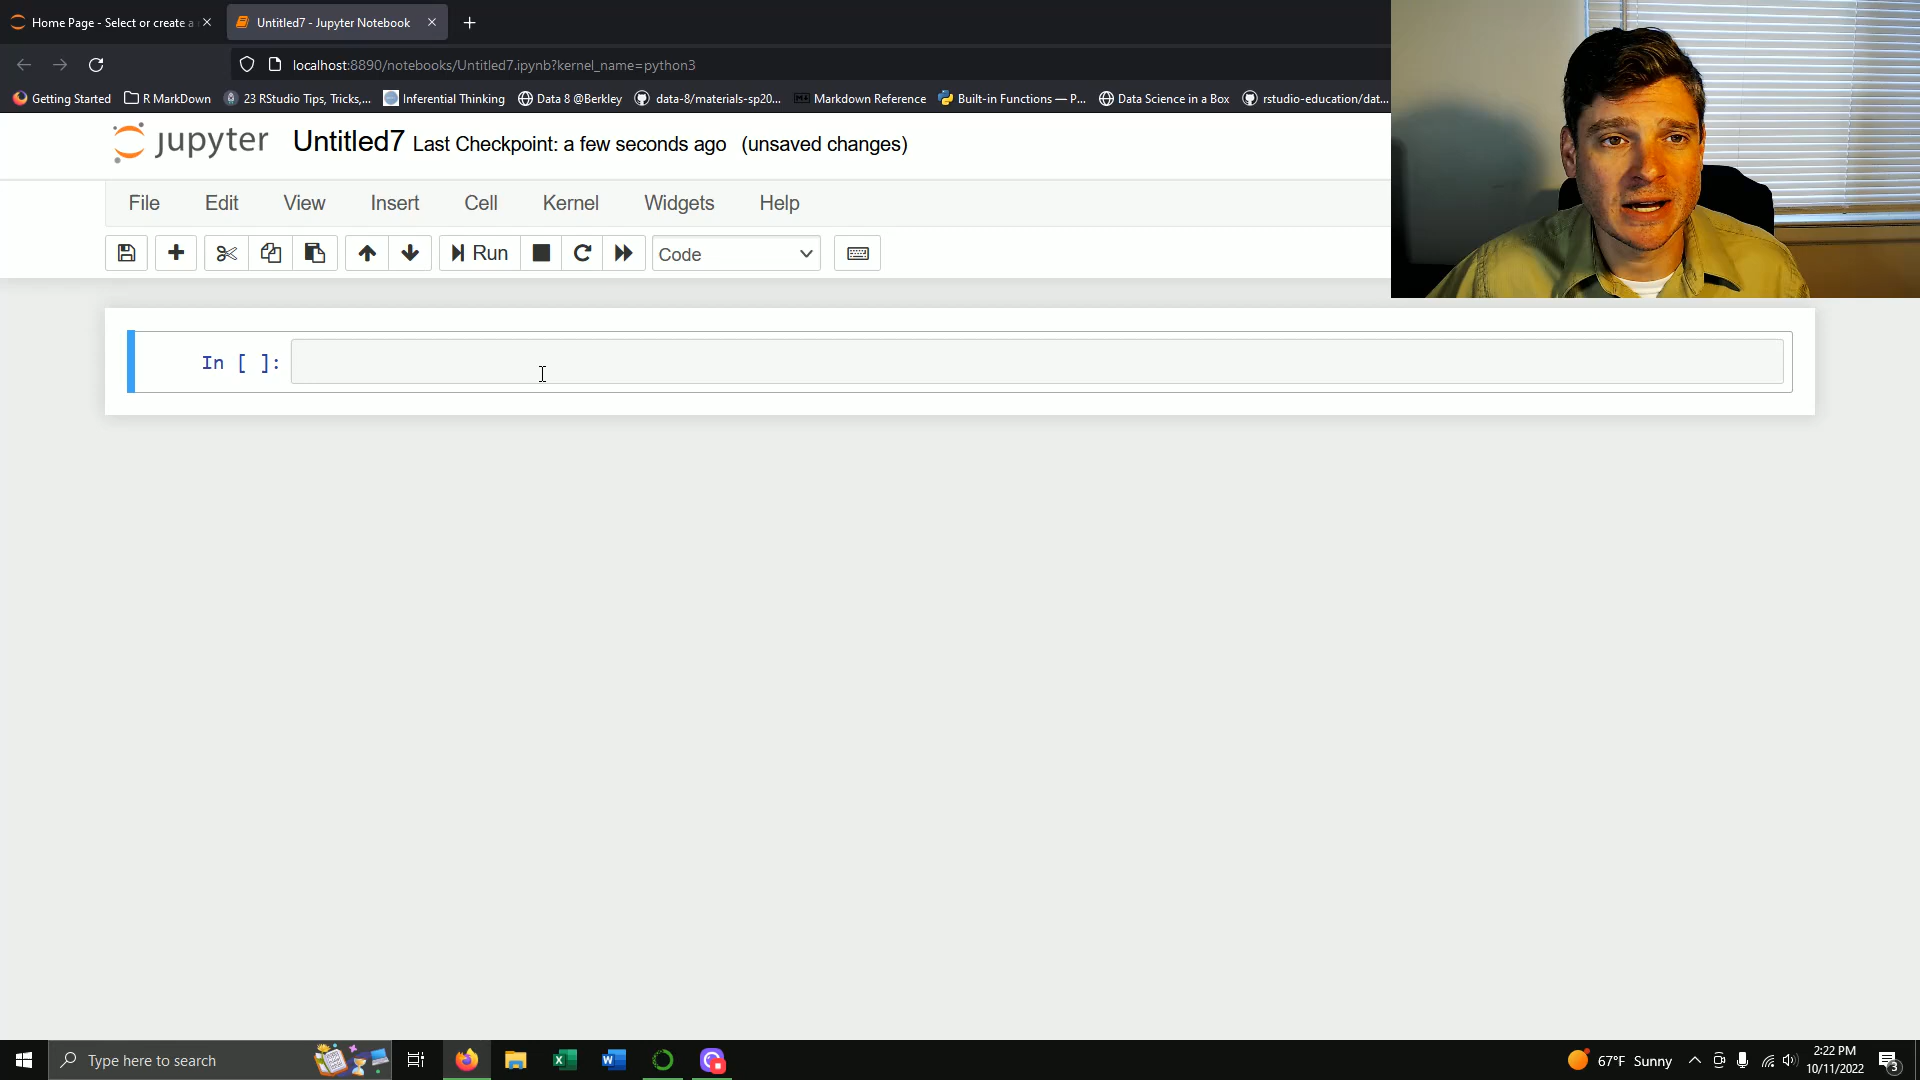 Home Page - Select or create a
Untitled7 - Jupyter Notebook
localhost:8890/notebooks/Untitled7.ipynb?kernel_name=python3
Getting Started
R MarkDown
23 RStudio Tips, Tricks,...
Inferential Thinking
Data 8 @Berkley
data-8/materials-sp20...
Markdown Reference
Built-in Functions — P...
Data Science in a Box
rstudio-education/dat...
jupyter
Untitled7 Last Checkpoint: a few seconds ago (unsaved changes)
File Edit View Insert Cell Kernel Widgets Help
Run
Code
In [ ]:
Type here to search
67°F Sunny
2:22 PM
10/11/2022
3